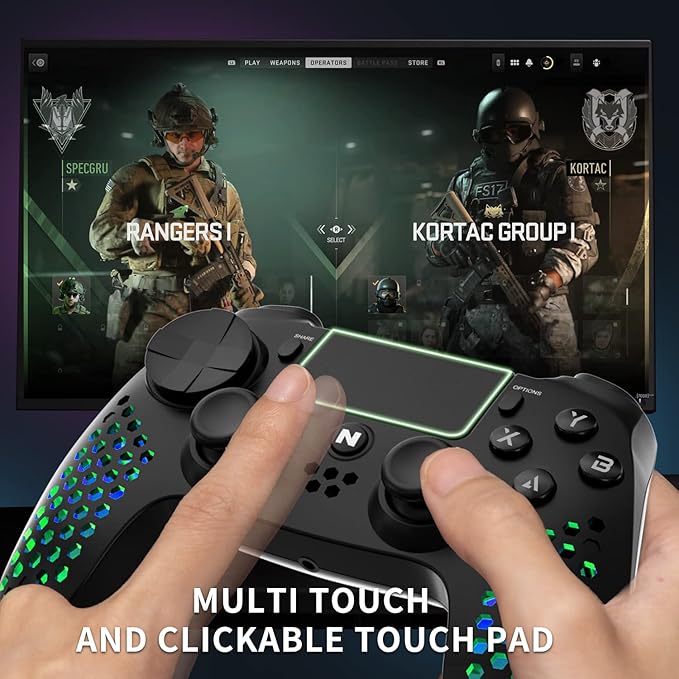 PLAY WEAPONS OPERATORS BATTLE PASS STORE
SPECGRU
KORTAC
FS17
RANGERS I
KORTAC GROUP I
SELECT
SHARE
OPTIONS
N
Y
X
B
A
MULTI TOUCH
AND CLICKABLE TOUCH PAD